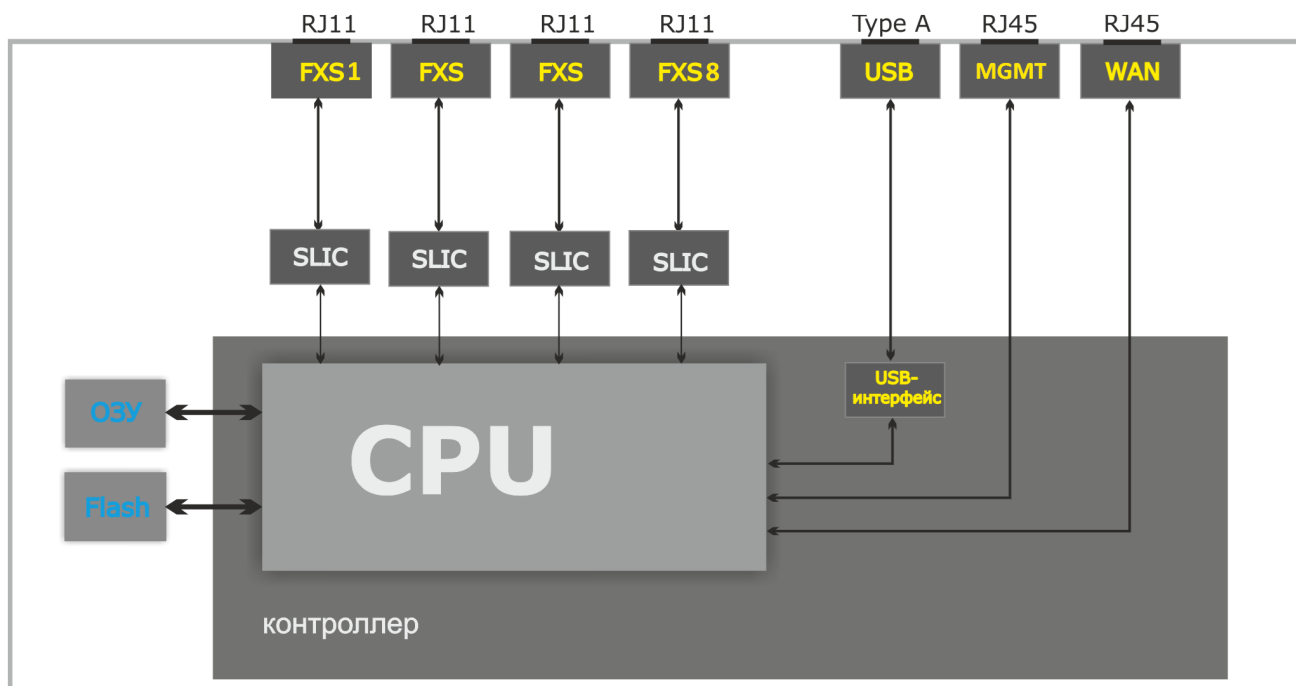 RJ11 RJ11 RJ11 RJ11 Type A RJ45 RJ45
FXS1 FXS FXS FXS8 USB MGMT WAN
SLIC SLIC SLIC SLIC
USB-
интерфейс
ОЗУ
CPU
Flash
контроллер